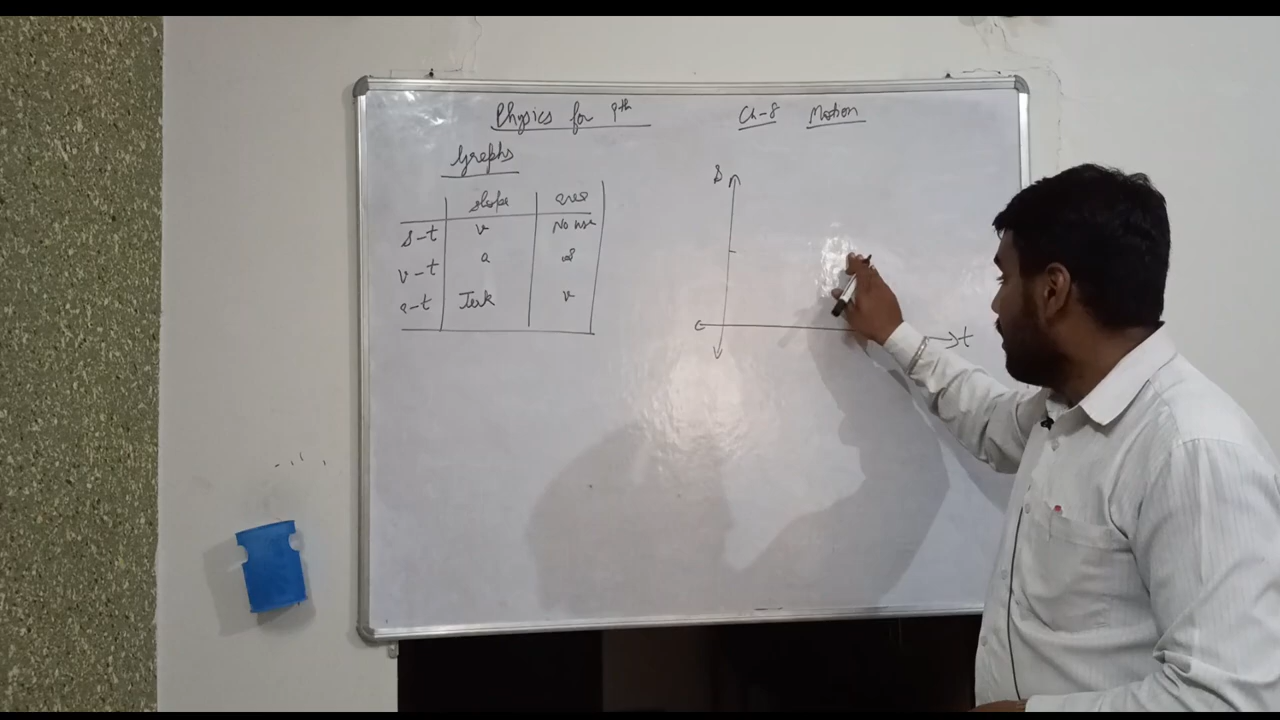 Physics for 9th
Ch-8 Motion
Graphs
slope area
s-t v No use
v-t a
a-t Jerk v
s
t